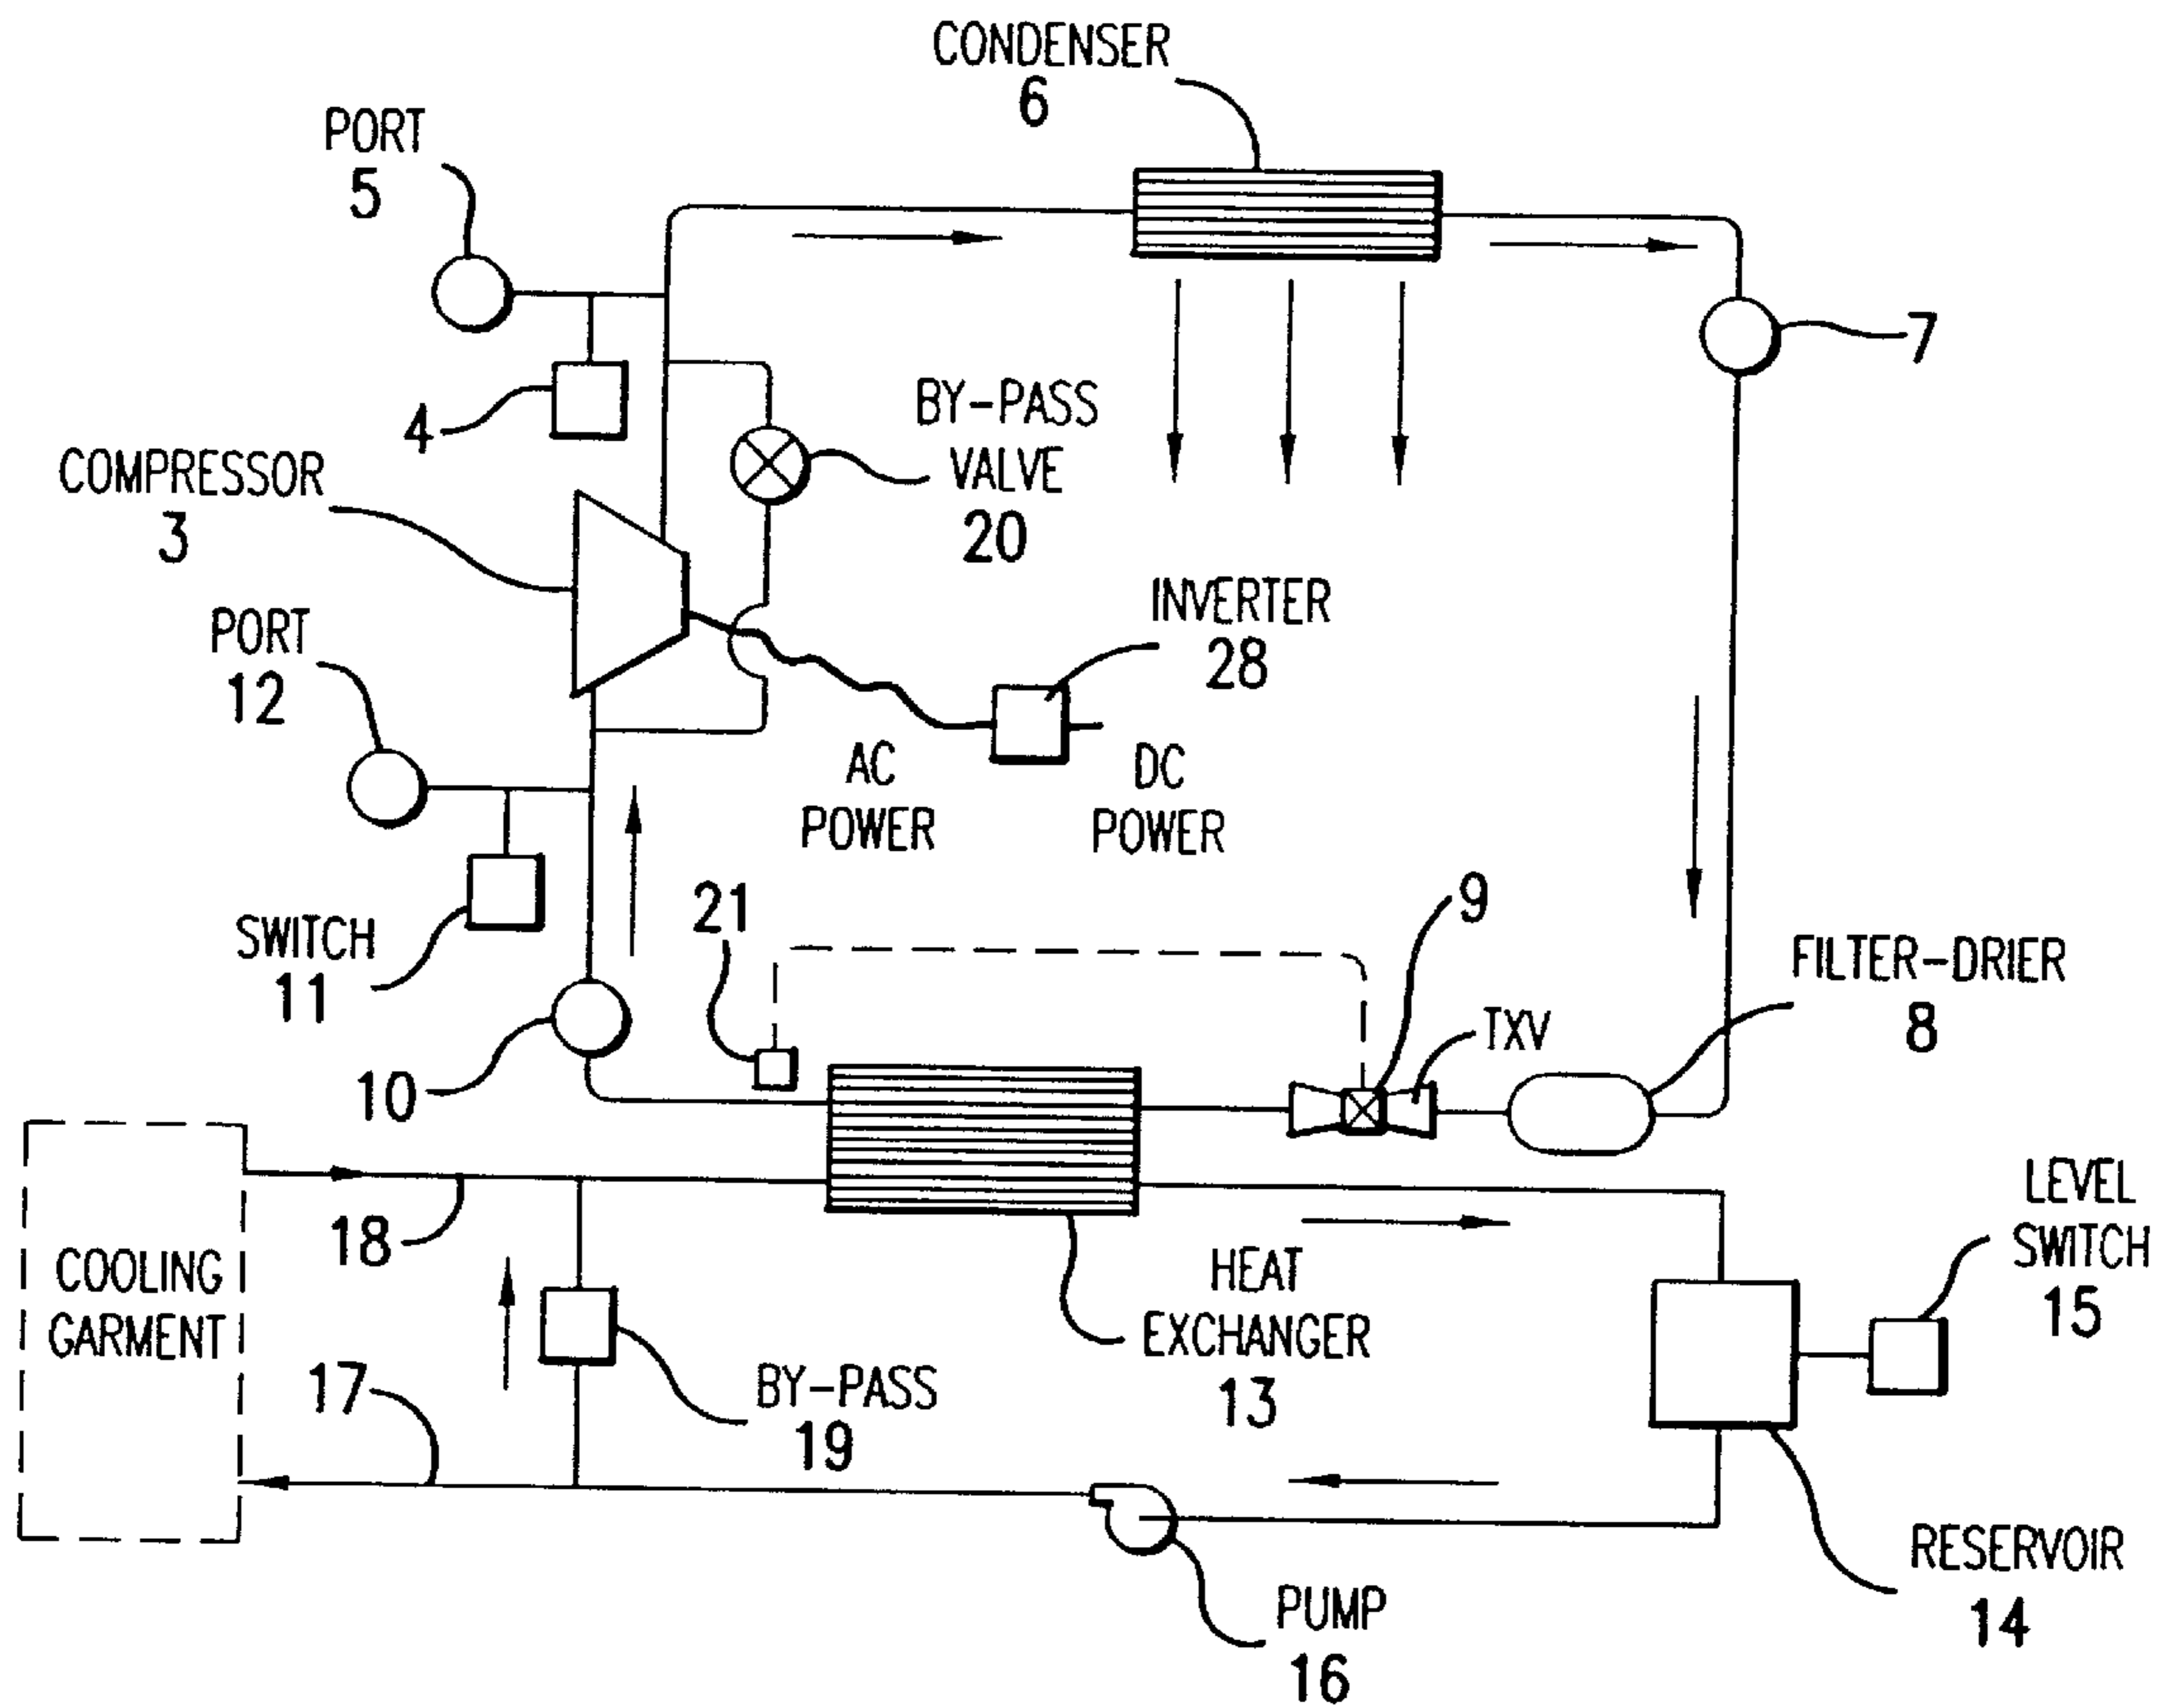 CONDENSER
6
PORT
5
7
4
BY-PASS
VALVE
20
COMPRESSOR
3
INVERTER
28
PORT
12
AC
POWER
DC
POWER
21
9
SWITCH
11
FILTER-DRIER
8
TXV
10
LEVEL
SWITCH
15
18
COOLING
GARMENT
HEAT
EXCHANGER
13
17
BY-PASS
19
RESERVOIR
14
PUMP
16